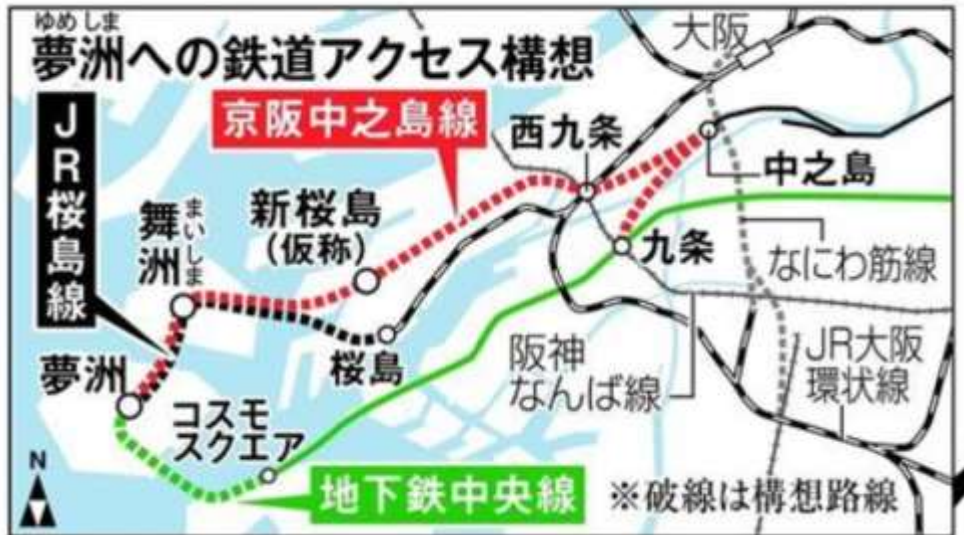 ゆめしま
夢洲への鉄道アクセス構想
大阪
京阪中之島線
JR桜島線
西九条
中之島
まいしま
舞洲
新桜島
(仮称)
九条
なにわ筋線
夢洲
桜島
阪神
なんば線
JR大阪
環状線
コスモ
スクエア
N
地下鉄中央線
※破線は構想路線